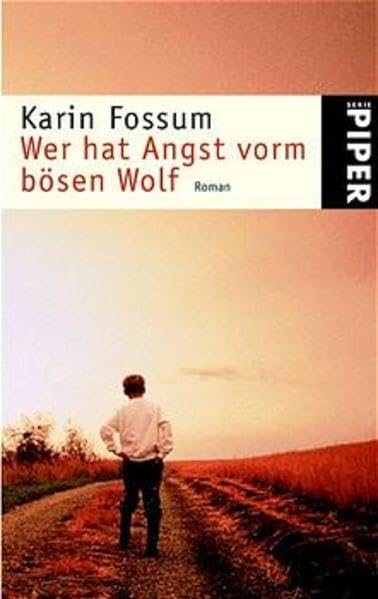 Karin Fossum
Wer hat Angst vorm
bösen Wolf Roman
SERIE
PIPER